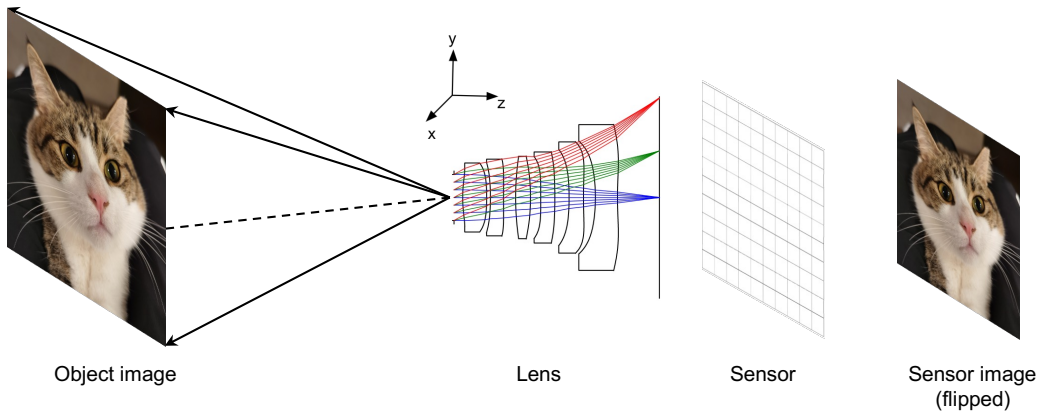 y
z
x
Object image
Lens
Sensor
Sensor image
(flipped)